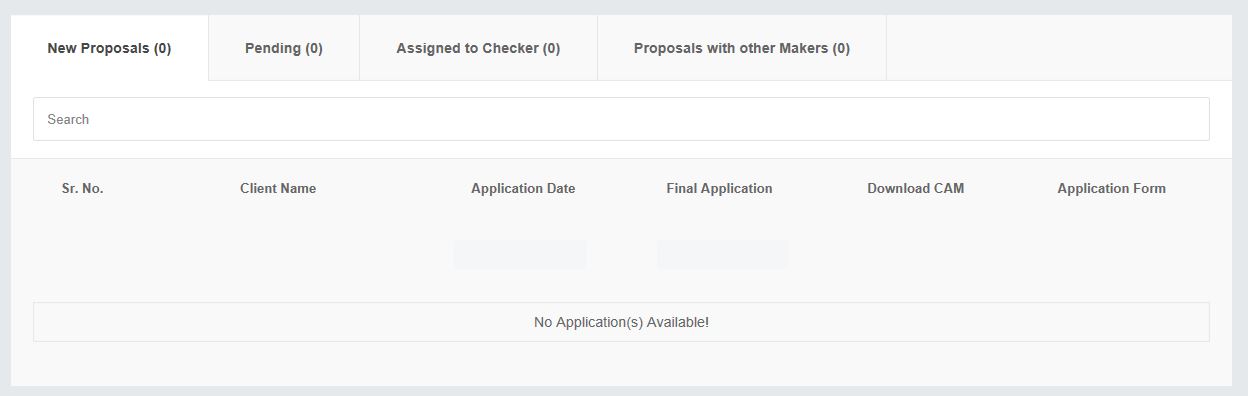 New Proposals (0) Pending (0) Assigned to Checker (0) Proposals with other Makers (0)
Search
Sr. No. Client Name Application Date Final Application Download CAM Application Form
No Application(s) Available!